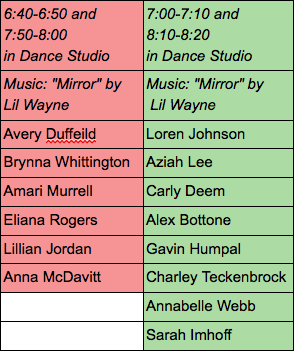 6:40-6:50 and
7:50-8:00
in Dance Studio
Music: "Mirror" by
Lil Wayne
Avery Duffeild
Brynna Whittington
Amari Murrell
Eliana Rogers
Lillian Jordan
Anna McDavitt
7:00-7:10 and
8:10-8:20
in Dance Studio
Music: "Mirror" by
Lil Wayne
Loren Johnson
Aziah Lee
Carly Deem
Alex Bottone
Gavin Humpal
Charley Teckenbrock
Annabelle Webb
Sarah Imhoff